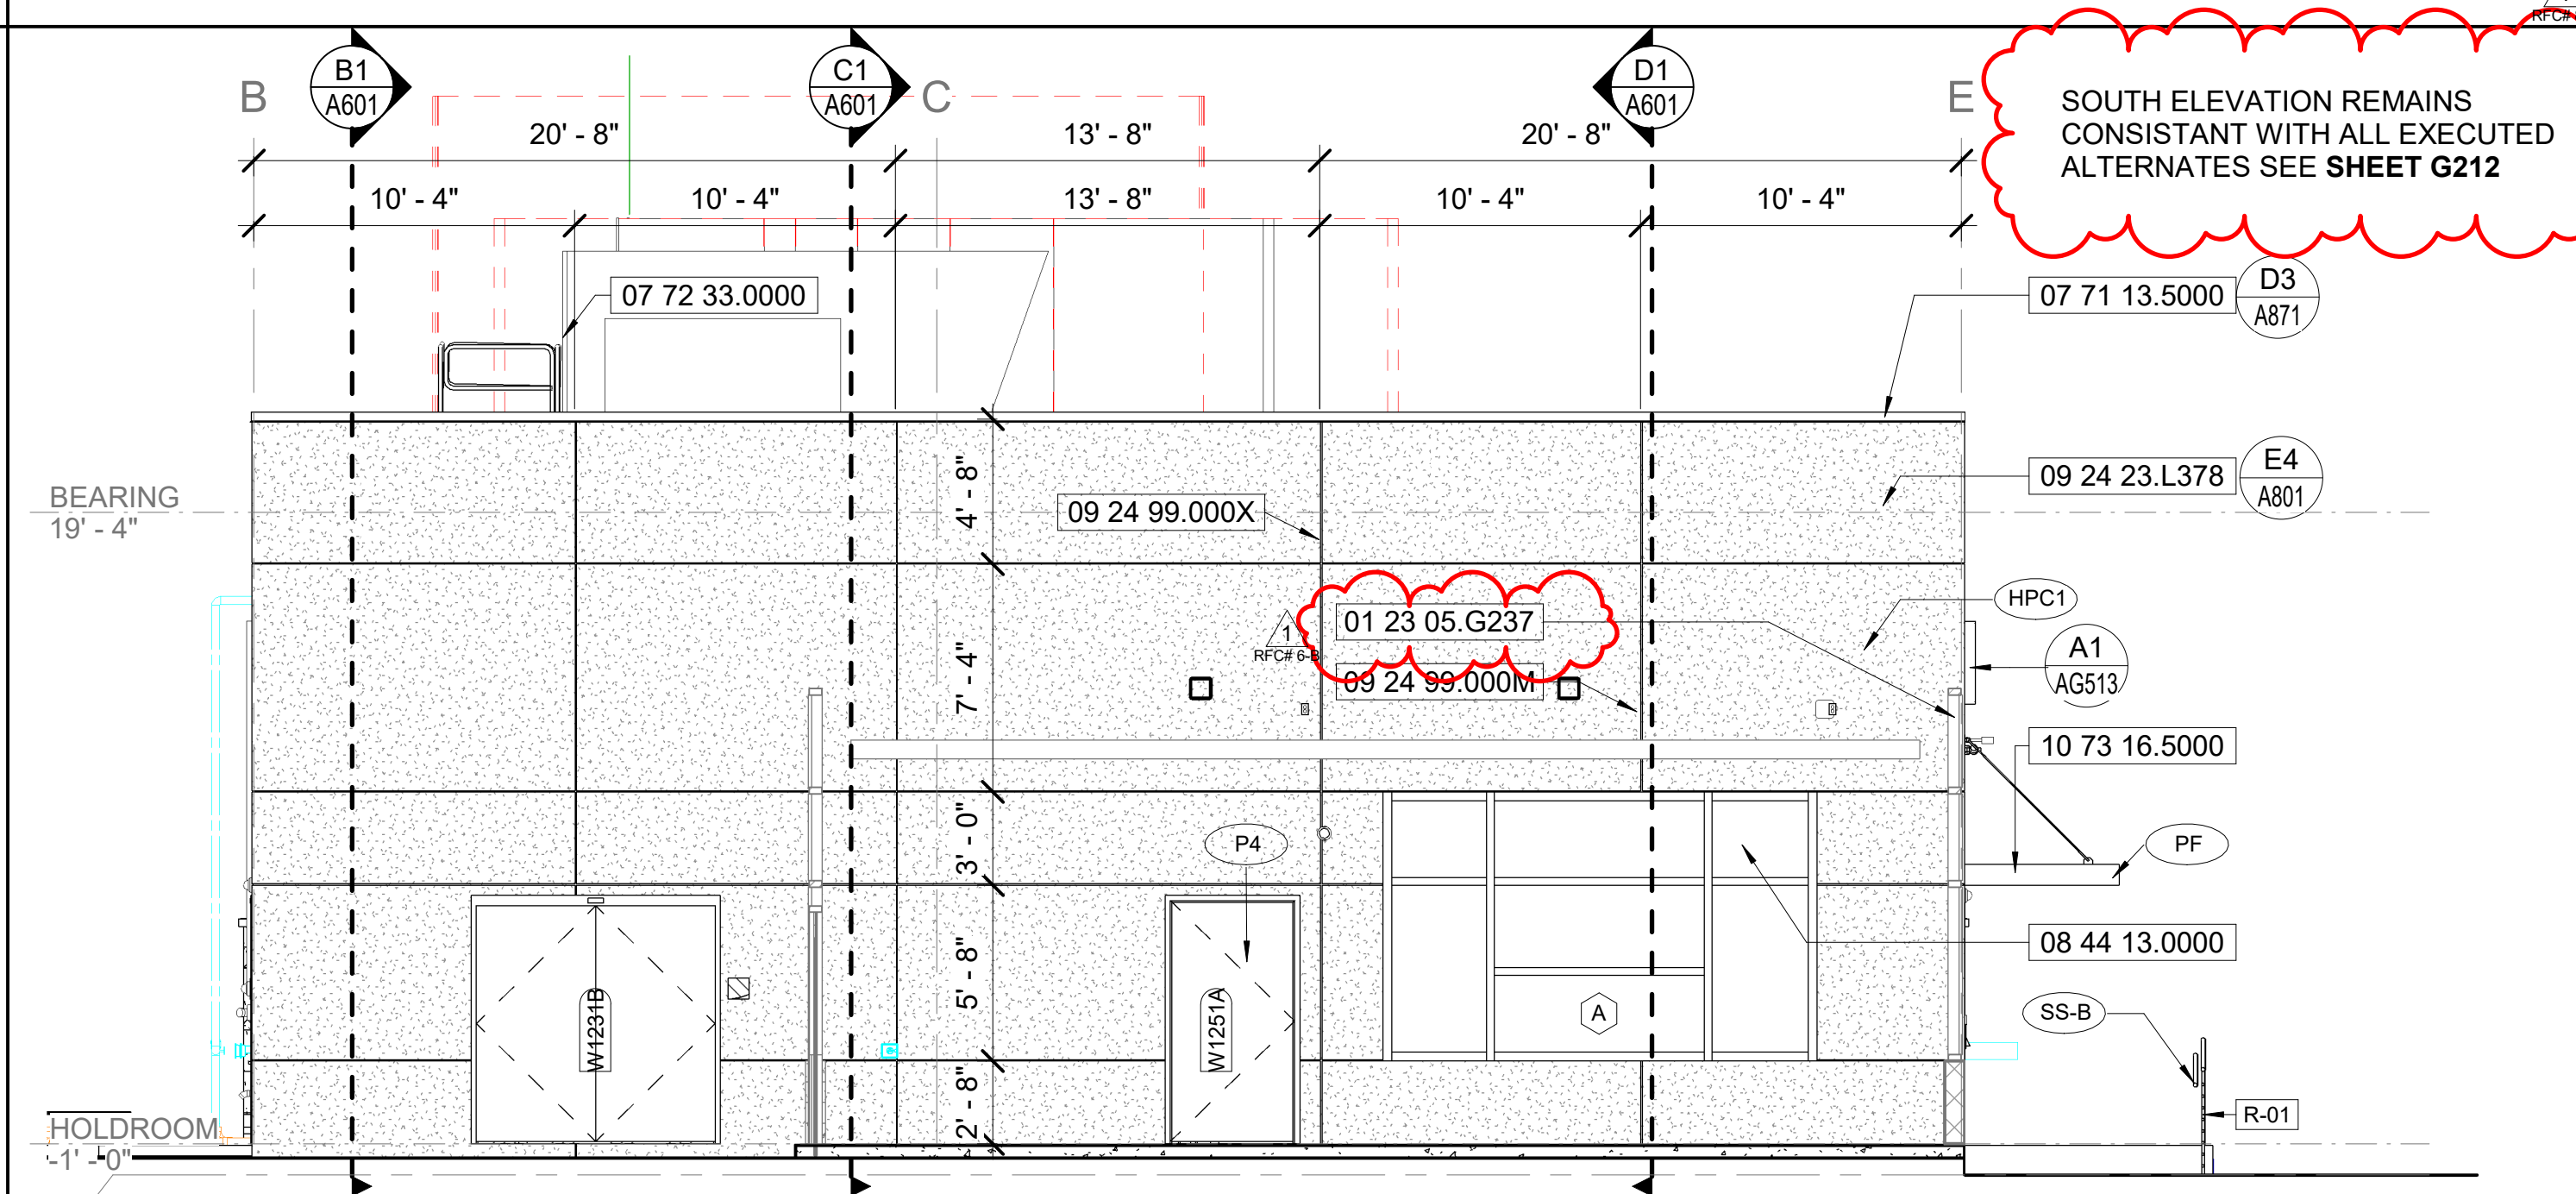 RFC#
B1
A601
C1
A601
D1
A601
B
C
E
SOUTH ELEVATION REMAINS
CONSISTANT WITH ALL EXECUTED
ALTERNATES SEE SHEET G212
20' - 8"
13' - 8"
20' - 8"
10' - 4"
10' - 4"
13' - 8"
10' - 4"
10' - 4"
07 72 33.0000
07 71 13.5000
D3
A871
BEARING
19' - 4"
4' - 8"
09 24 99.000X
09 24 23.L378
E4
A801
HPC1
1
RFC# 6-B
01 23 05.G237
09 24 99.000M
7' - 4"
A1
AG513
10 73 16.5000
3' - 0"
P4
PF
08 44 13.0000
5' - 8"
W1231B
W1251A
A
SS-B
2' - 8"
R-01
HOLDROOM
-1' - 0"